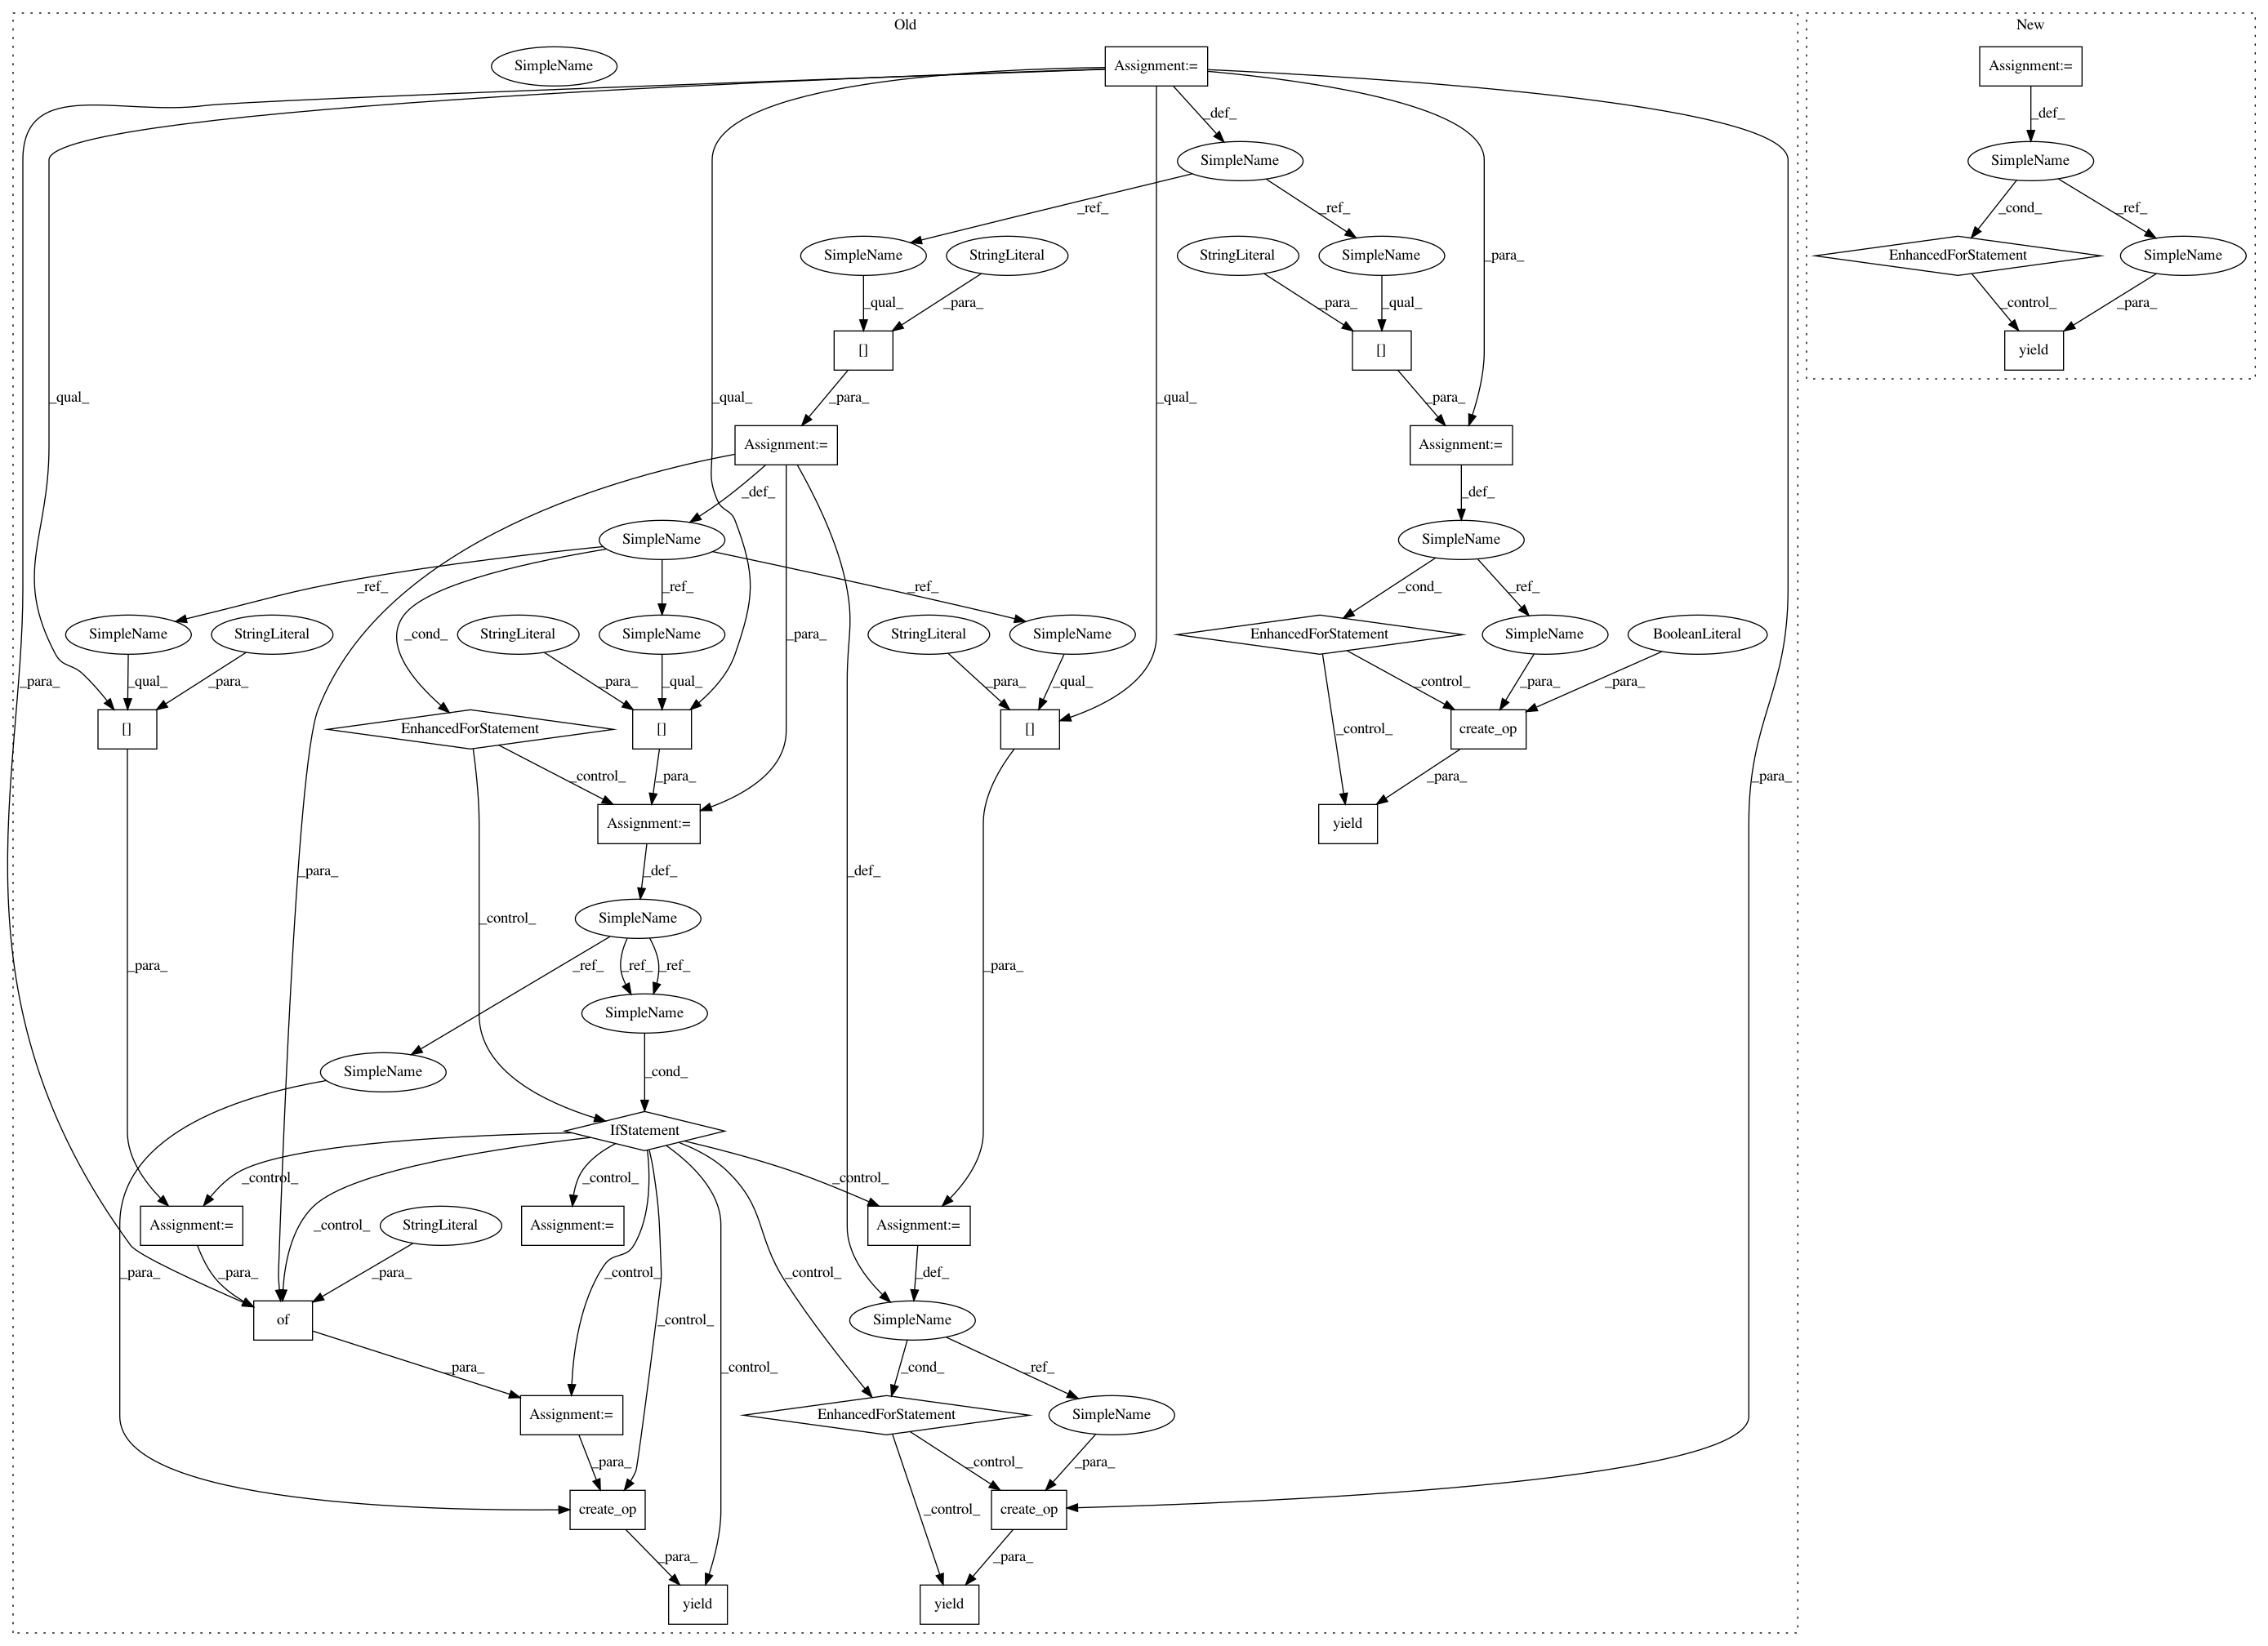 Old
New
SimpleName
Assignment:=
Assignment:=
_def_
_def_
SimpleName
SimpleName
_ref_
_ref_
_cond_
_ref_
SimpleName
StringLiteral
StringLiteral
SimpleName
_para_
EnhancedForStatement
SimpleName
_qual_
_para_
_para_
_qual_
_control_
_para_
[]
[]
yield
_qual_
_qual_
_qual_
_para_
_para_
Assignment:=
Assignment:=
_def_
_def_
SimpleName
SimpleName
_ref_
_ref_
_ref_
_cond_
_ref_
SimpleName
StringLiteral
_cond_
StringLiteral
SimpleName
_para_
StringLiteral
SimpleName
EnhancedForStatement
SimpleName
BooleanLiteral
_para_
_qual_
_para_
_para_
_qual_
_para_
_qual_
_control_
_para_
_para_
[]
EnhancedForStatement
[]
[]
_control_
create_op
_control_
_para_
_para_
_para_
Assignment:=
yield
_para_
_def_
_def_
_control_
SimpleName
_para_
_ref_
_ref_
_ref_
_para_
SimpleName
SimpleName
_cond_
IfStatement
_control_
_control_
_control_
Assignment:=
_control_
StringLiteral
Assignment:=
Assignment:=
_para_
_para_
_para_
_control_
_control_
_def_
of
_control_
SimpleName
_para_
_control_
_cond_
_ref_
Assignment:=
EnhancedForStatement
SimpleName
_para_
_control_
_para_
create_op
_control_
create_op
_para_
_para_
yield
yield